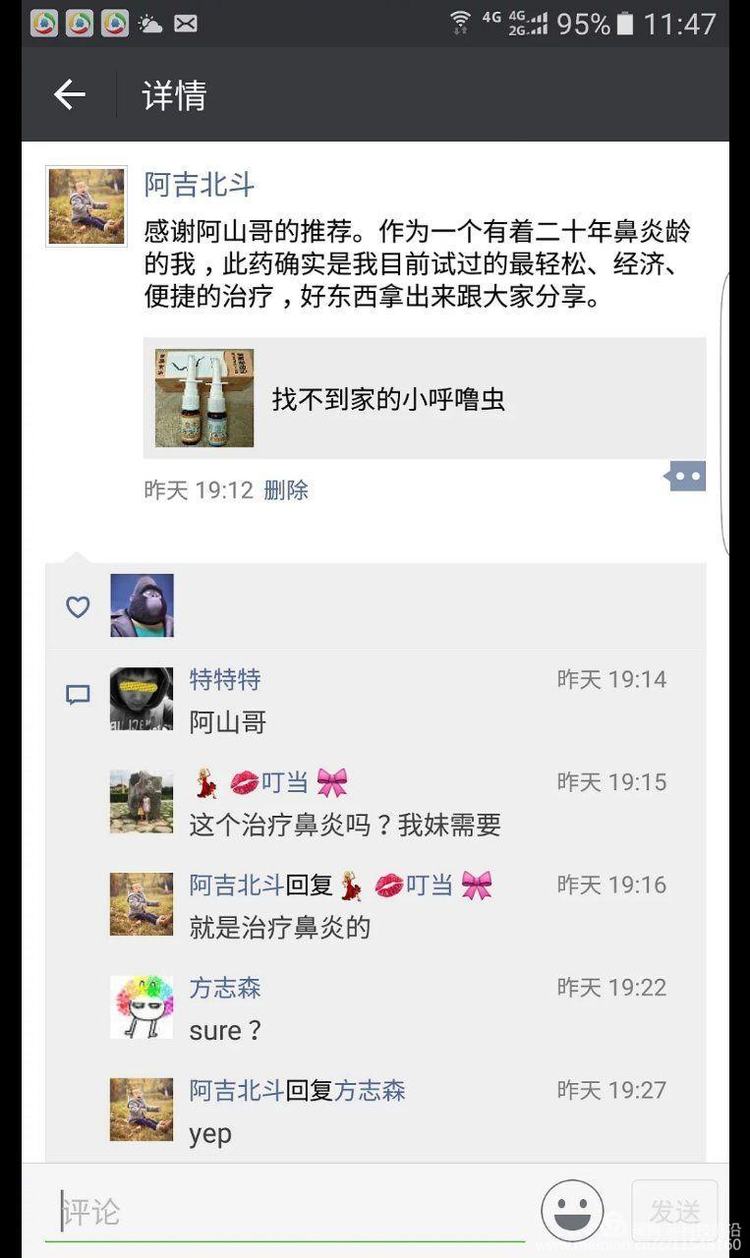 4G 4G 2G 95% 11:47
详情
阿吉北斗
感谢阿山哥的推荐。作为一个有着二十年鼻炎龄
的我，此药确实是我目前试过的最轻松、经济、
便捷的治疗，好东西拿出来跟大家分享。
找不到家的小呼噜虫
昨天 19:12 删除
特特特 昨天 19:14
阿山哥
💃💋叮当🎀 昨天 19:15
这个治疗鼻炎吗？我妹需要
阿吉北斗回复💃💋叮当🎀 昨天 19:16
就是治疗鼻炎的
方志森 昨天 19:22
sure？
阿吉北斗回复方志森 昨天 19:27
yep
评论 发送